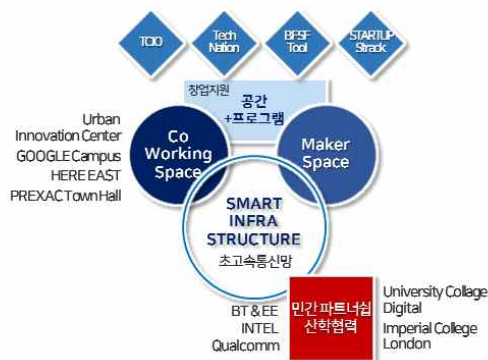 TCIO
Tech
Nation
BFSF
Tool
STARTUP
Strack
창업지원
공간
+프로그램
Urban
Innovation Center
GOOGLE Campus
HERE EAST
PREXAC Town Hall
Co
Working
Space
Maker
Space
SMART
INFRA
STRUCTURE
초고속통신망
BT & EE
INTEL
Qualcomm
민간 파트너쉽
산학협력
University Collage
Digital
Imperial College
London